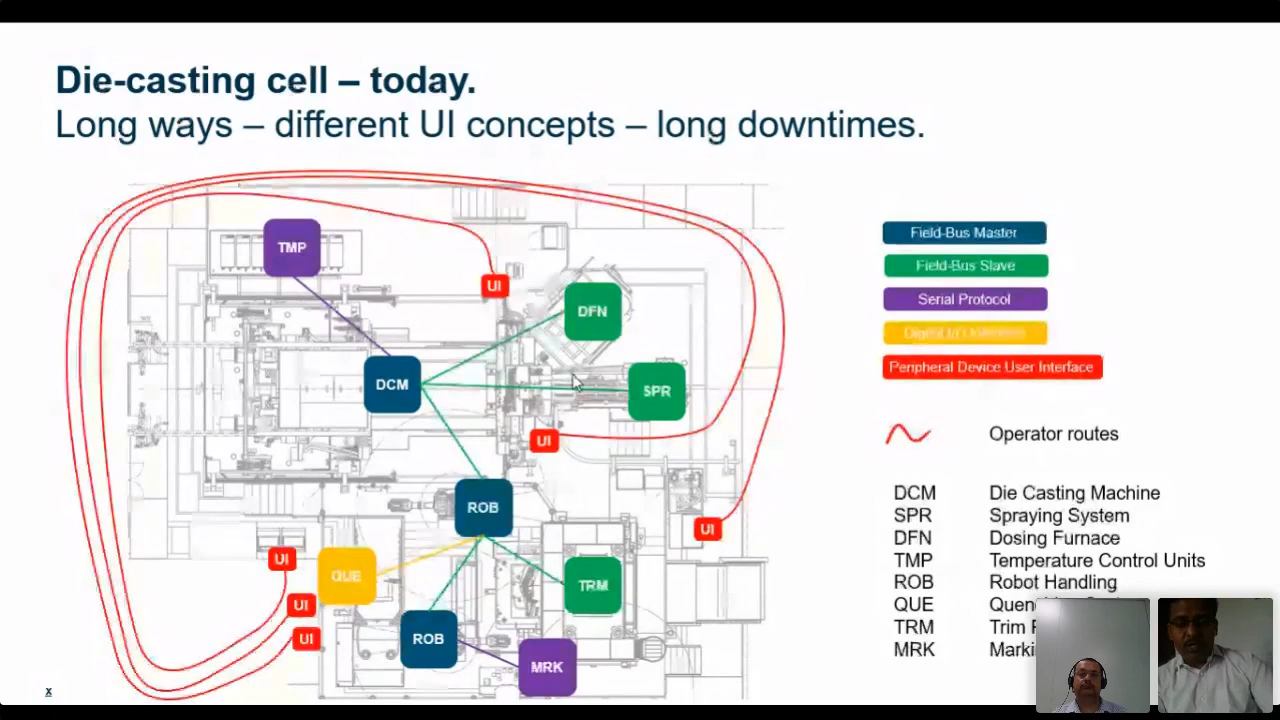 Die-casting cell – today.
Long ways – different UI concepts – long downtimes.
TMP
UI
DFN
DCM
SPR
UI
ROB
UI
UI
QUE
TRM
UI
UI
ROB
MRK
Field-Bus Master
Field-Bus Slave
Serial Protocol
Digital I/O
Peripheral Device User Interface
Operator routes
DCM Die Casting Machine
SPR Spraying System
DFN Dosing Furnace
TMP Temperature Control Units
ROB Robot Handling
QUE
TRM Trim
MRK
x